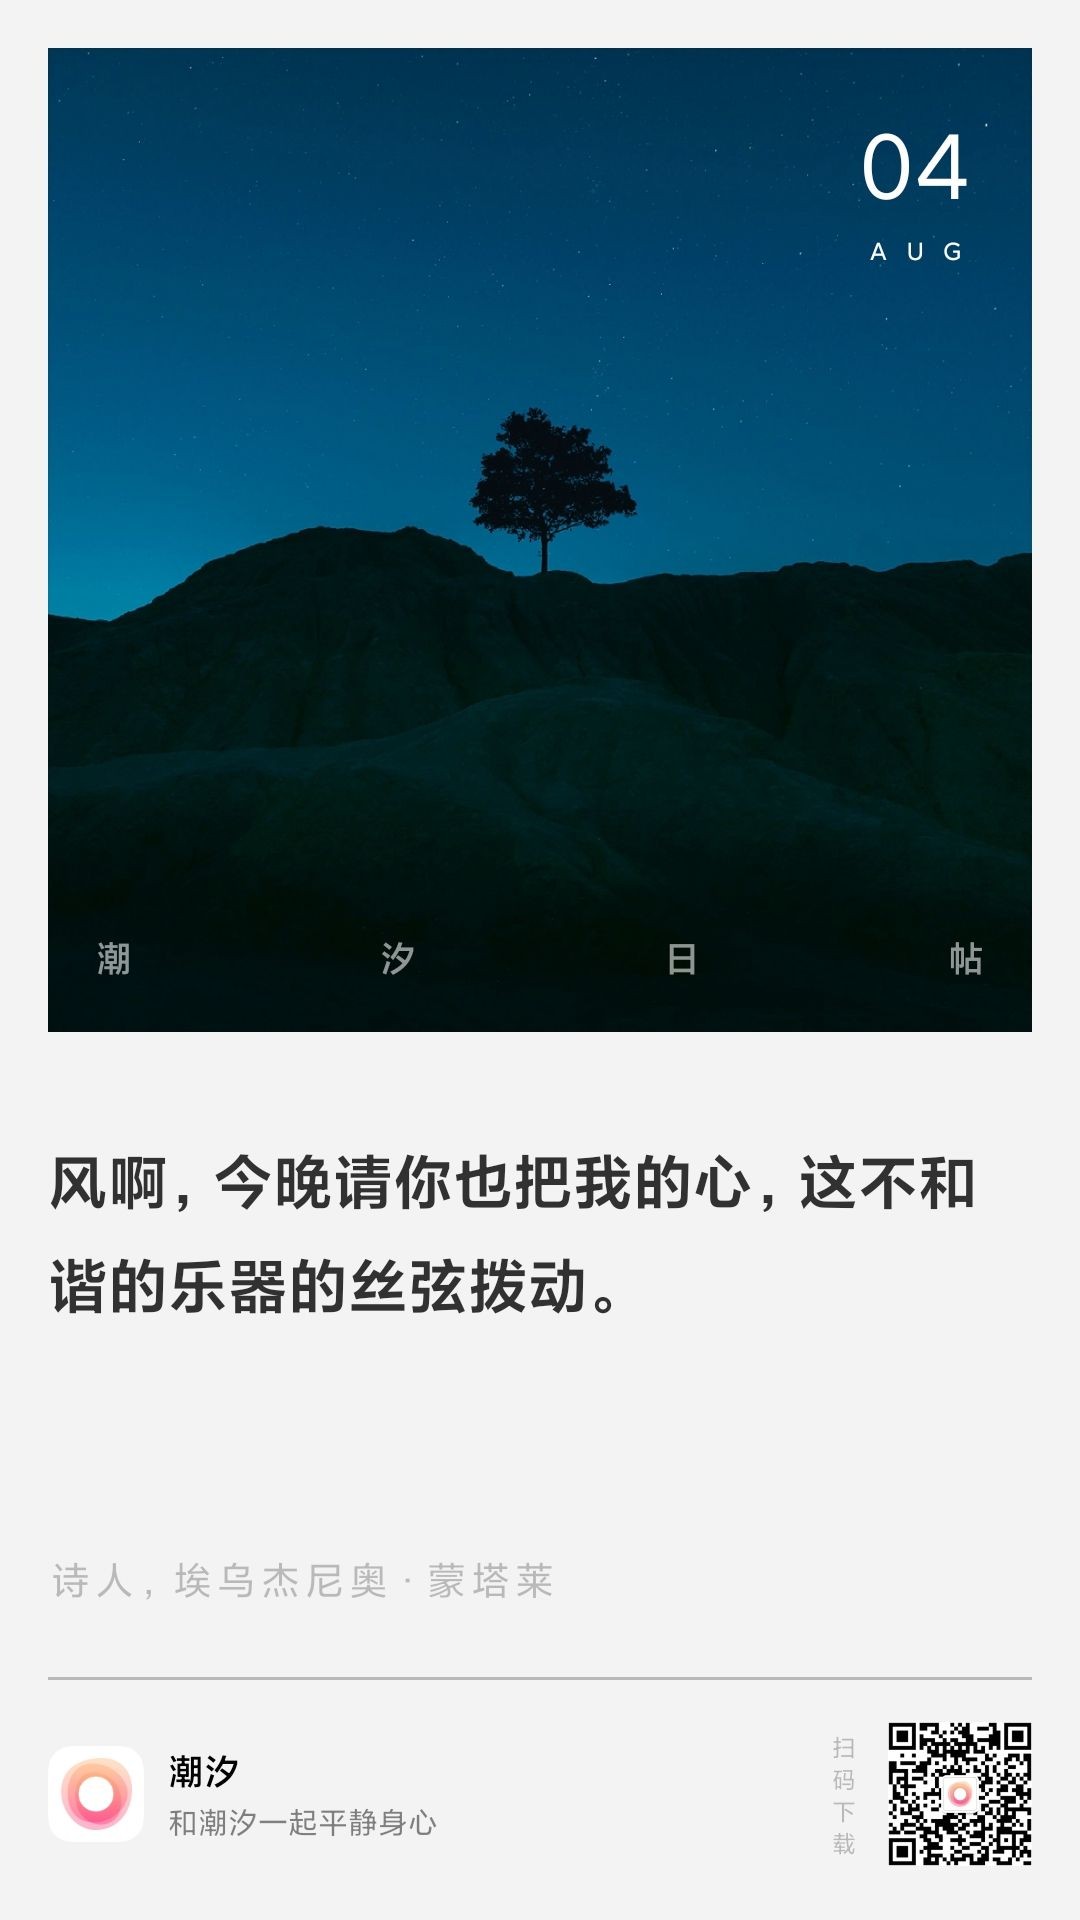 04
AUG
潮汐日帖
风啊，今晚请你也把我的心，这不和
谐的乐器的丝弦拨动。
诗人，埃乌杰尼奥·蒙塔莱
潮汐
和潮汐一起平静身心
扫码下载